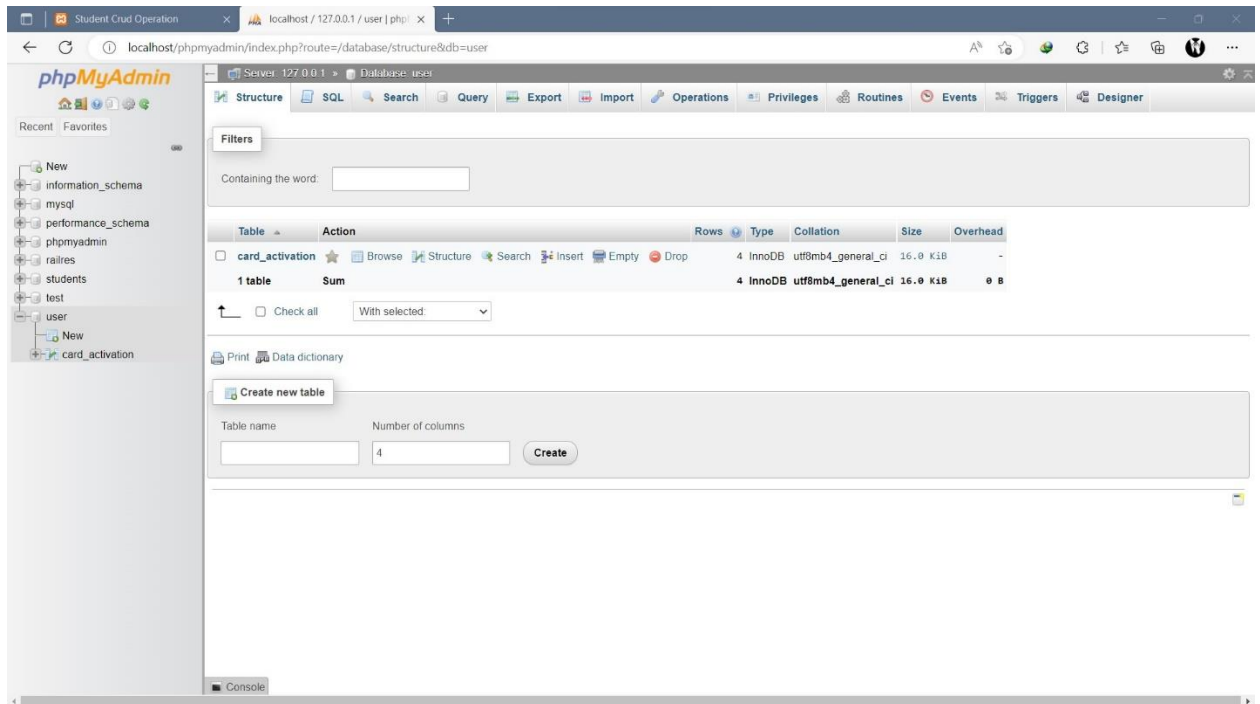 Student Crud Operation
localhost / 127.0.0.1 / user | php
localhost/phpmyadmin/index.php?route=/database/structure&db=user
phpMyAdmin
Recent Favorites
New
information_schema
mysql
performance_schema
phpmyadmin
railres
students
test
user
New
card_activation
Server: 127.0.0.1 » Database: user
Structure SQL Search Query Export Import Operations Privileges Routines Events Triggers Designer
Filters
Containing the word:
Table Action Rows Type Collation Size Overhead
card_activation Browse Structure Search Insert Empty Drop 4 InnoDB utf8mb4_general_ci 16.0 KiB -
1 table Sum 4 InnoDB utf8mb4_general_ci 16.0 KiB 0 B
Check all With selected:
Print Data dictionary
Create new table
Table name Number of columns
4 Create
Console